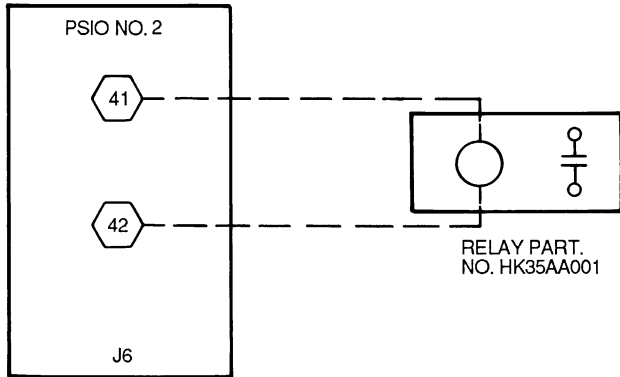 PSIO NO. 2
41
42
RELAY PART.
NO. HK35AA001
J6